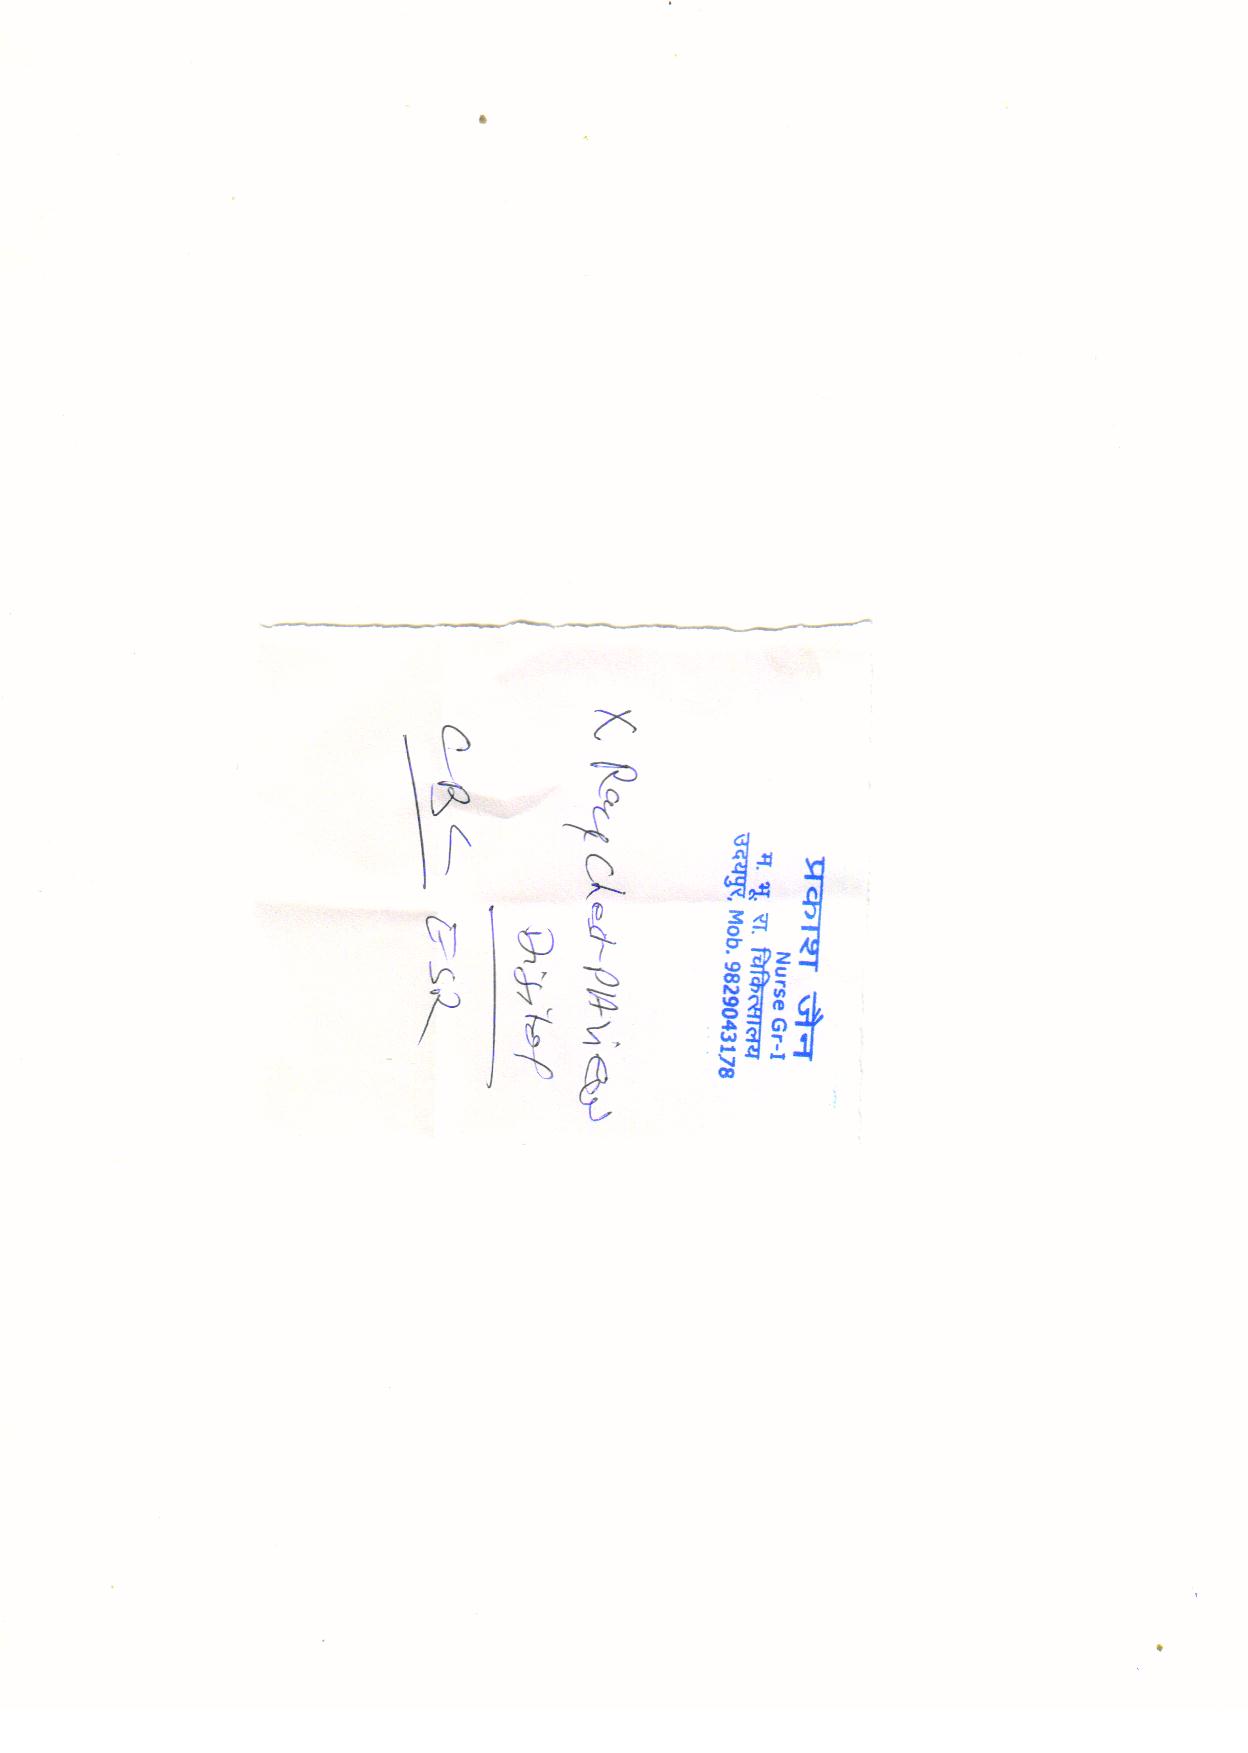 प्रकाश जैन
Nurse Gr-I
म. भू. रा. चिकित्सालय
उदयपुर, Mob. 9829043178
X Ray Chest-PA View
Digital
CBC ESR